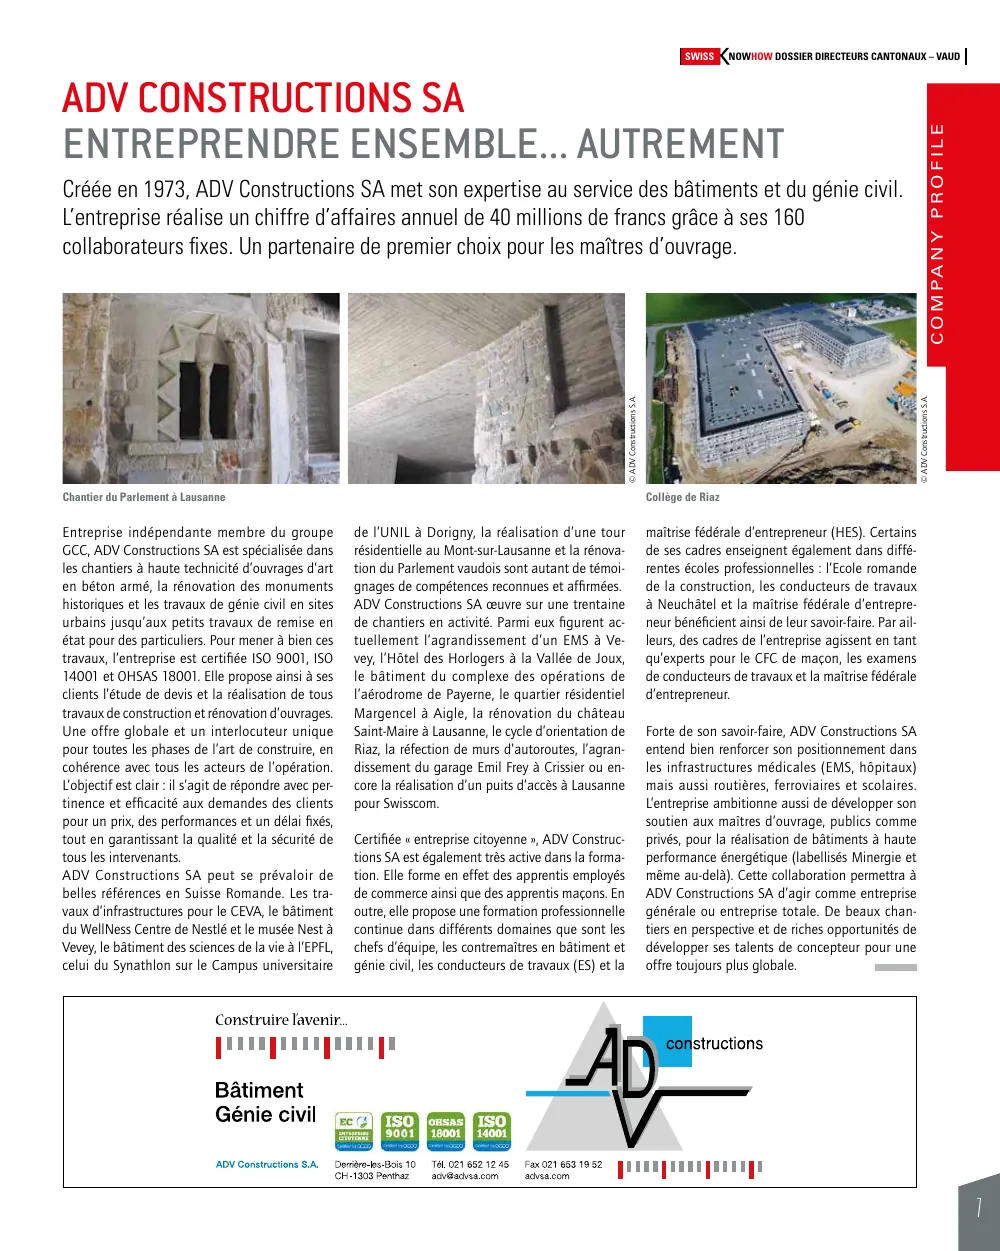 SWISS KNOWHOW DOSSIER DIRECTEURS CANTONAUX – VAUD
COMPANY PROFILE
ADV CONSTRUCTIONS SA
ENTREPRENDRE ENSEMBLE... AUTREMENT
Créée en 1973, ADV Constructions SA met son expertise au service des bâtiments et du génie civil.
L’entreprise réalise un chiffre d’affaires annuel de 40 millions de francs grâce à ses 160
collaborateurs fixes. Un partenaire de premier choix pour les maîtres d’ouvrage.
© ADV Constructions S.A.
© ADV Constructions S.A.
Chantier du Parlement à Lausanne
Collège de Riaz
Entreprise indépendante membre du groupe
GCC, ADV Constructions SA est spécialisée dans
les chantiers à haute technicité d’ouvrages d’art
en béton armé, la rénovation des monuments
historiques et les travaux de génie civil en sites
urbains jusqu’aux petits travaux de remise en
état pour des particuliers. Pour mener à bien ces
travaux, l’entreprise est certifiée ISO 9001, ISO
14001 et OHSAS 18001. Elle propose ainsi à ses
clients l’étude de devis et la réalisation de tous
travaux de construction et rénovation d’ouvrages.
Une offre globale et un interlocuteur unique
pour toutes les phases de l’art de construire, en
cohérence avec tous les acteurs de l’opération.
L’objectif est clair : il s’agit de répondre avec per-
tinence et efficacité aux demandes des clients
pour un prix, des performances et un délai fixés,
tout en garantissant la qualité et la sécurité de
tous les intervenants.
ADV Constructions SA peut se prévaloir de
belles références en Suisse Romande. Les tra-
vaux d’infrastructures pour le CEVA, le bâtiment
du WellNess Centre de Nestlé et le musée Nest à
Vevey, le bâtiment des sciences de la vie à l’EPFL,
celui du Synathlon sur le Campus universitaire
de l’UNIL à Dorigny, la réalisation d’une tour
résidentielle au Mont-sur-Lausanne et la rénova-
tion du Parlement vaudois sont autant de témoi-
gnages de compétences reconnues et affirmées.
ADV Constructions SA œuvre sur une trentaine
de chantiers en activité. Parmi eux figurent ac-
tuellement l’agrandissement d’un EMS à Ve-
vey, l’Hôtel des Horlogers à la Vallée de Joux,
le bâtiment du complexe des opérations de
l’aérodrome de Payerne, le quartier résidentiel
Margencel à Aigle, la rénovation du château
Saint-Maire à Lausanne, le cycle d’orientation de
Riaz, la réfection de murs d’autoroutes, l’agran-
dissement du garage Emil Frey à Crissier ou en-
core la réalisation d’un puits d’accès à Lausanne
pour Swisscom.
Certifiée « entreprise citoyenne », ADV Construc-
tions SA est également très active dans la forma-
tion. Elle forme en effet des apprentis employés
de commerce ainsi que des apprentis maçons. En
outre, elle propose une formation professionnelle
continue dans différents domaines que sont les
chefs d’équipe, les contremaîtres en bâtiment et
génie civil, les conducteurs de travaux (ES) et la
maîtrise fédérale d’entrepreneur (HES). Certains
de ses cadres enseignent également dans diffé-
rentes écoles professionnelles : l’Ecole romande
de la construction, les conducteurs de travaux
à Neuchâtel et la maîtrise fédérale d’entrepre-
neur bénéficient ainsi de leur savoir-faire. Par ail-
leurs, des cadres de l’entreprise agissent en tant
qu’experts pour le CFC de maçon, les examens
de conducteurs de travaux et la maîtrise fédérale
d’entrepreneur.
Forte de son savoir-faire, ADV Constructions SA
entend bien renforcer son positionnement dans
les infrastructures médicales (EMS, hôpitaux)
mais aussi routières, ferroviaires et scolaires.
L’entreprise ambitionne aussi de développer son
soutien aux maîtres d’ouvrage, publics comme
privés, pour la réalisation de bâtiments à haute
performance énergétique (labellisés Minergie et
même au-delà). Cette collaboration permettra à
ADV Constructions SA d’agir comme entreprise
générale ou entreprise totale. De beaux chan-
tiers en perspective et de riches opportunités de
développer ses talents de concepteur pour une
offre toujours plus globale.
Construire l’avenir...
Bâtiment
Génie civil
EC ENTREPRISE CITOYENNE
ISO 9001
OHSAS 18001
ISO 14001
ADV constructions
ADV Constructions S.A.
Derrière-les-Bois 10
CH-1303 Penthaz
Tél. 021 652 12 45
adv@advsa.com
Fax 021 653 19 52
advsa.com
7